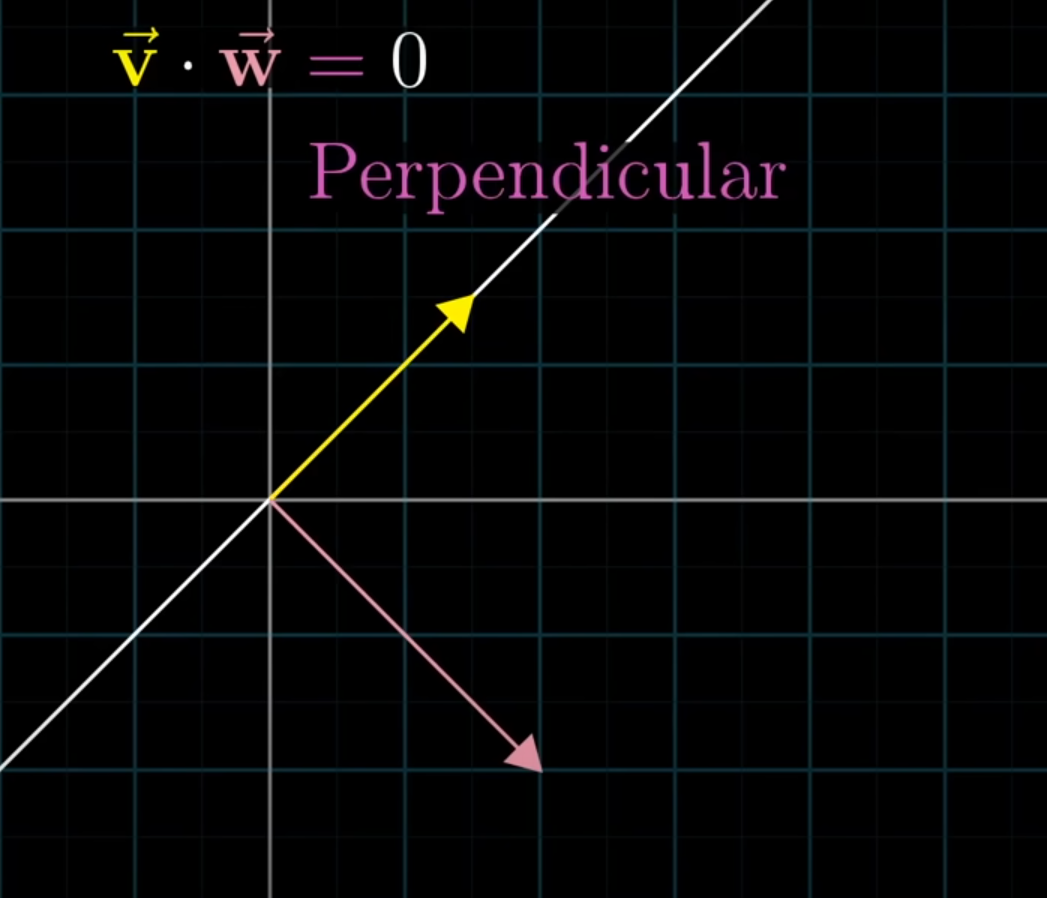 v⃗ · w⃗ = 0
Perpendicular